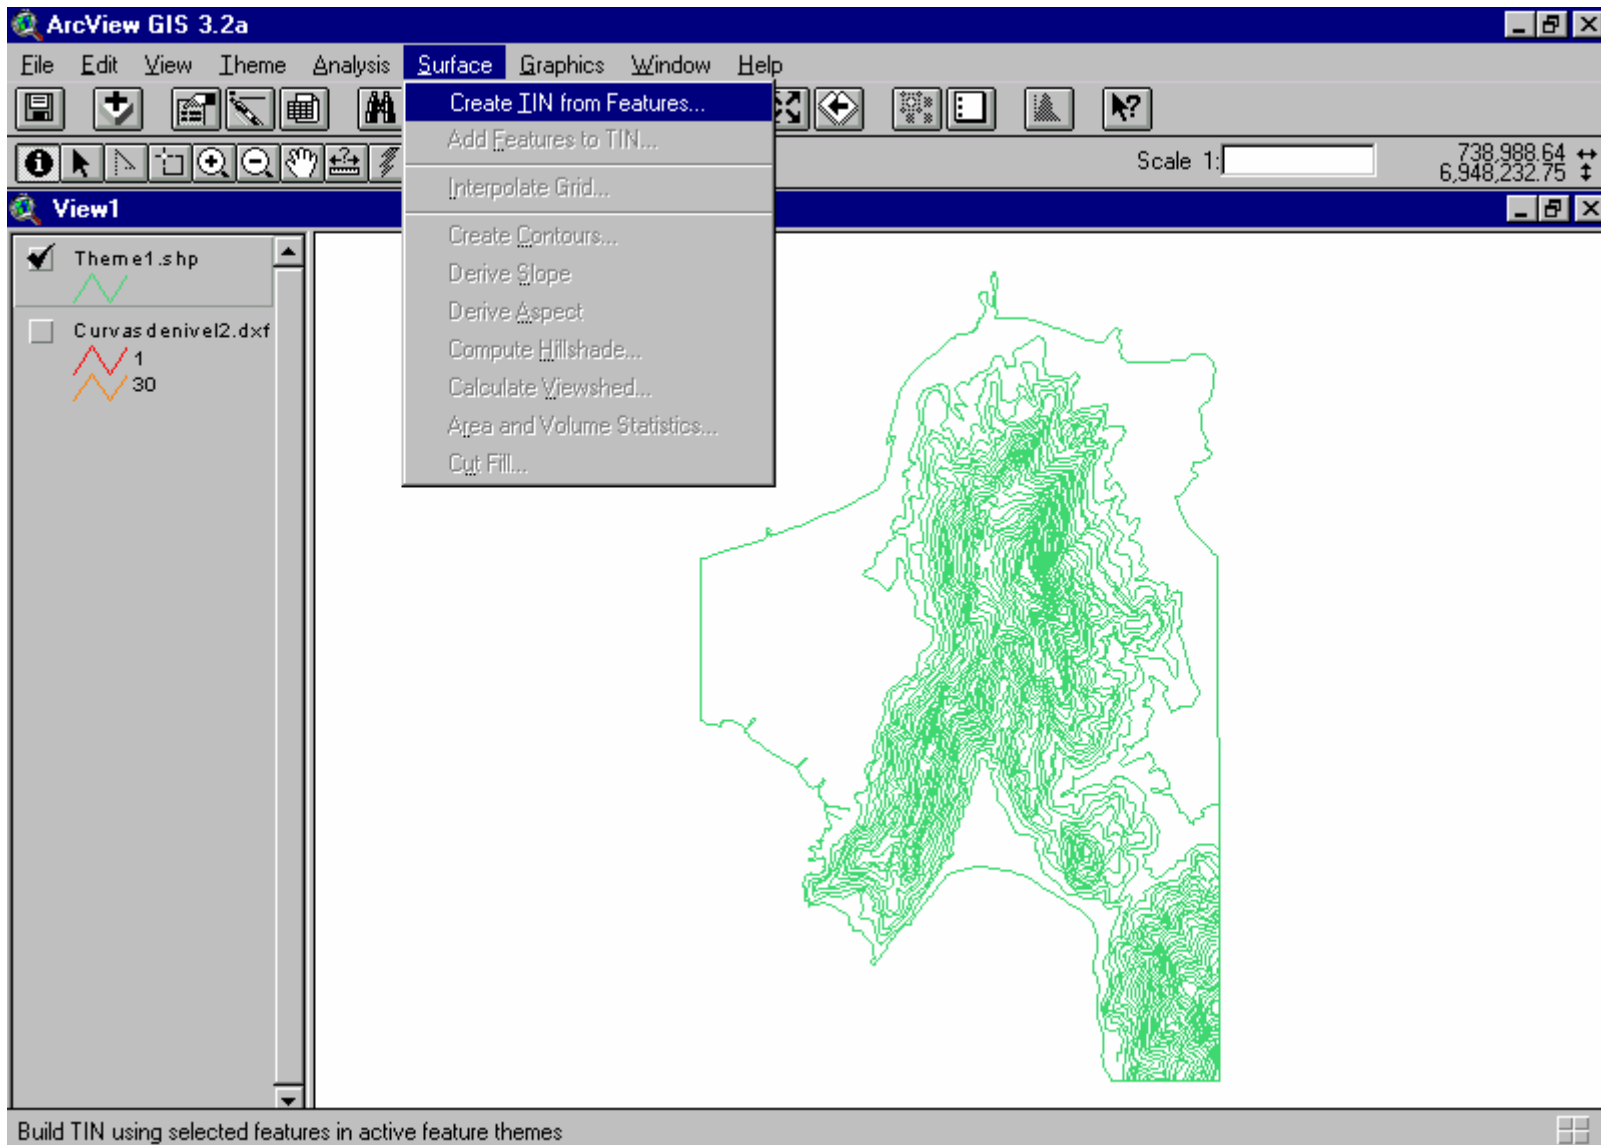 ArcView GIS 3.2a
File Edit View Theme Analysis Surface Graphics Window Help
Create TIN from Features...
Add Features to TIN...
Interpolate Grid...
Create Contours...
Derive Slope
Derive Aspect
Compute Hillshade...
Calculate Viewshed...
Area and Volume Statistics...
Cut Fill...
Scale 1:
738,988.64
6,948,232.75
View1
Theme1.shp
Curvasdenivel2.dxf
1
30
Build TIN using selected features in active feature themes